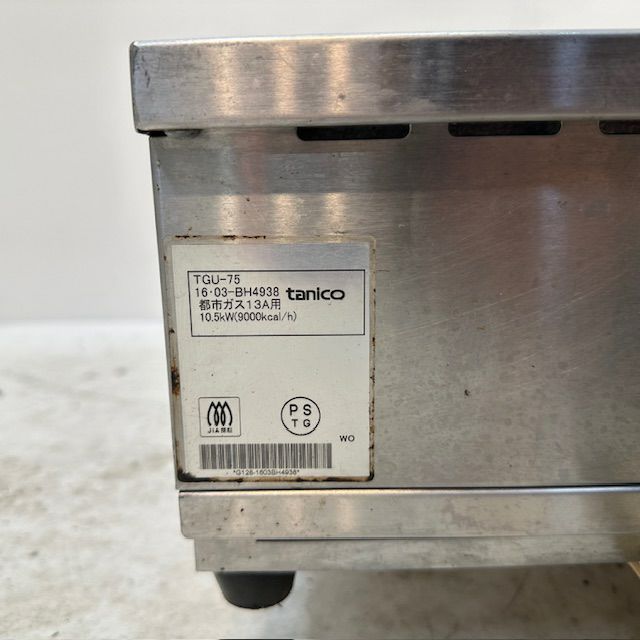 TGU-75
16・03-BH4938 tanico
都市ガス13A用
10.5kW(9000kcal/h)
PS
TG
WO
*G126-1603BH4938*